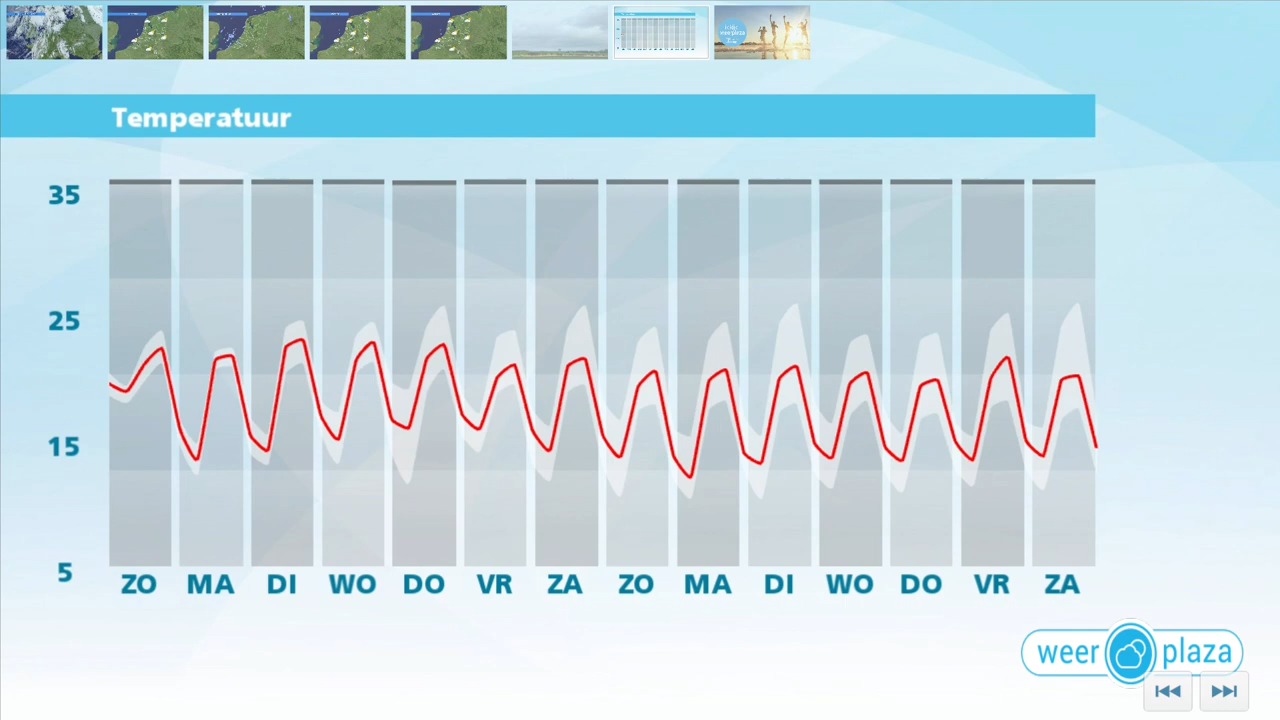 Temperatuur
35
25
15
5
ZO MA DI WO DO VR ZA ZO MA DI WO DO VR ZA
weer plaza